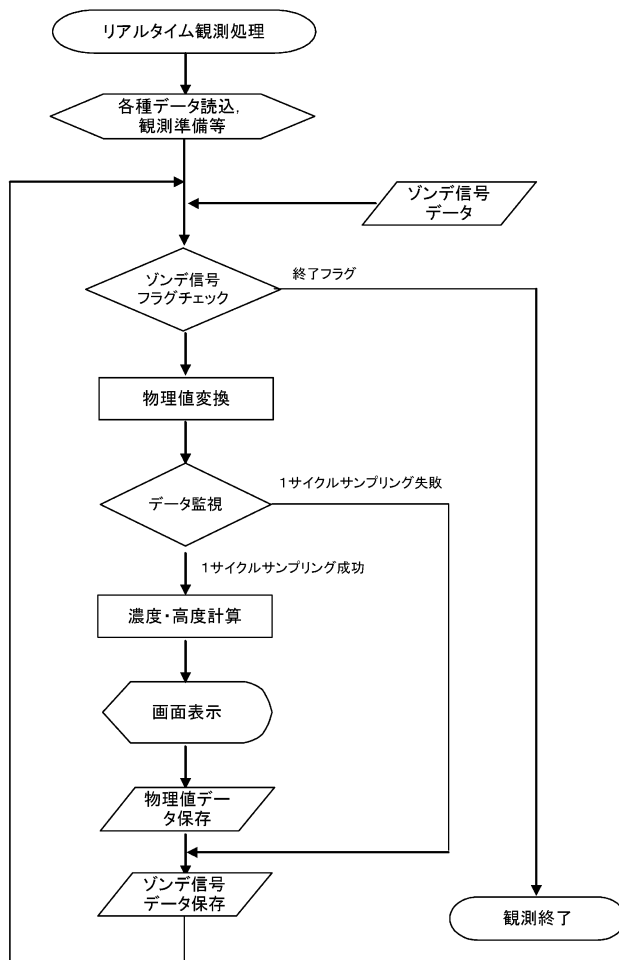 リアルタイム観測処理
各種データ読込,
観測準備等
ゾンデ信号
データ
ゾンデ信号
フラグチェック
終了フラグ
物理値変換
データ監視
1サイクルサンプリング失敗
1サイクルサンプリング成功
濃度・高度計算
画面表示
物理値デー
タ保存
ゾンデ信号
データ保存
観測終了